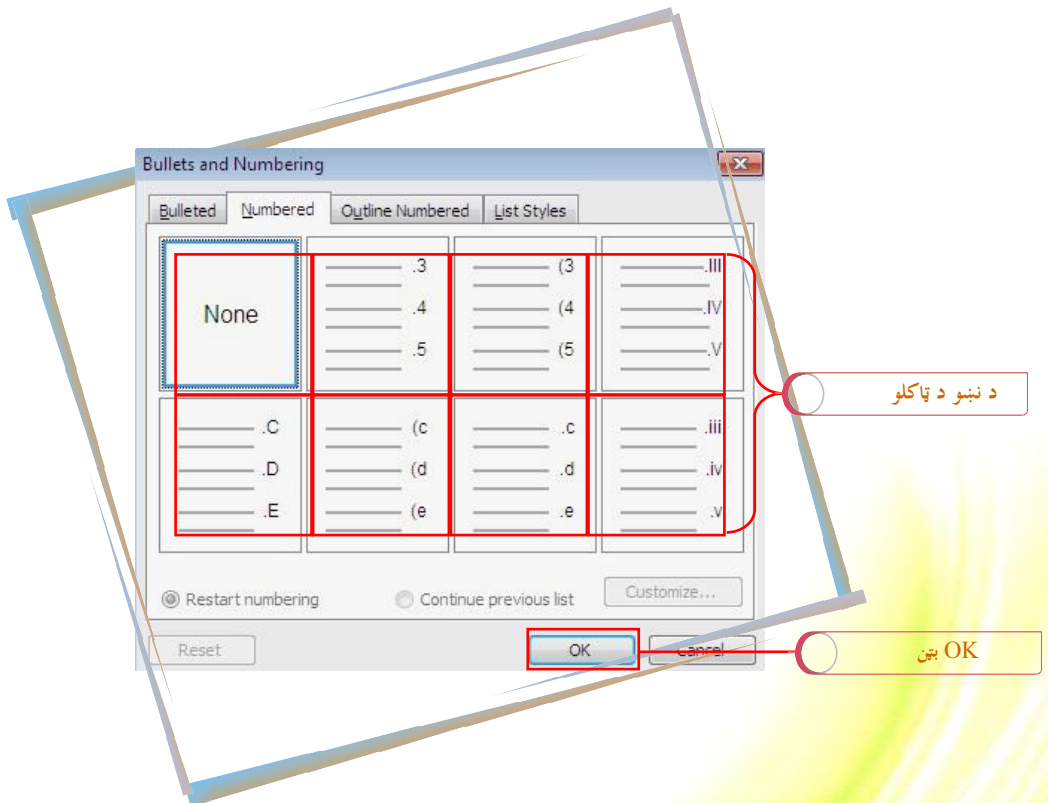 Bullets and Numbering
Bulleted Numbered Outline Numbered List Styles
None
.3
.4
.5
(3
(4
(5
.III
.IV
.V
.C
.D
.E
(c
(d
(e
.c
.d
.e
.iii
.iv
.v
د نښو د ټاکلو
Restart numbering Continue previous list Customize...
Reset OK Cancel
OK بټن